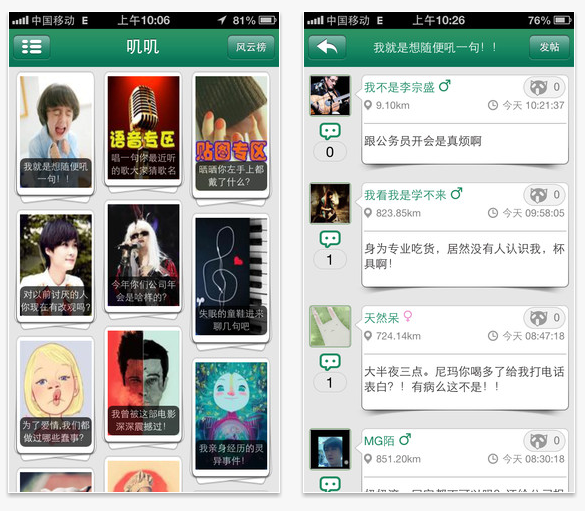 中国移动 E 上午10:06 81%
叽叽
风云榜
我就是想随便吼
一句！！
语音专区
唱一句你最近听
的歌大家猜歌名
贴图专区
晒晒你左手上都
戴了什么？
对以前讨厌的人
你我在有改观吗？
今年你们公司年
会是啥样的？
失眠的童鞋进来
聊几句吧
为了爱情,我们都
做过哪些蠢事？
我曾被这部电影
深深震撼过！
我亲身经历的灵
异事件！
中国移动 E 上午10:26 76%
我就是想随便吼一句！！
发帖
我不是李宗盛
0
9.10km
今天 10:21:37
0
跟公务员开会是真烦啊
我看我是学不来
0
823.85km
今天 09:58:05
1
身为专业吃货，居然没有人认识我，杯
具啊！
天然呆
0
724.14km
今天 08:47:18
1
大半夜三点。尼玛你喝多了给我打电话
表白？！有病么这不是！！
MG陌
0
851.20km
今天 08:30:18